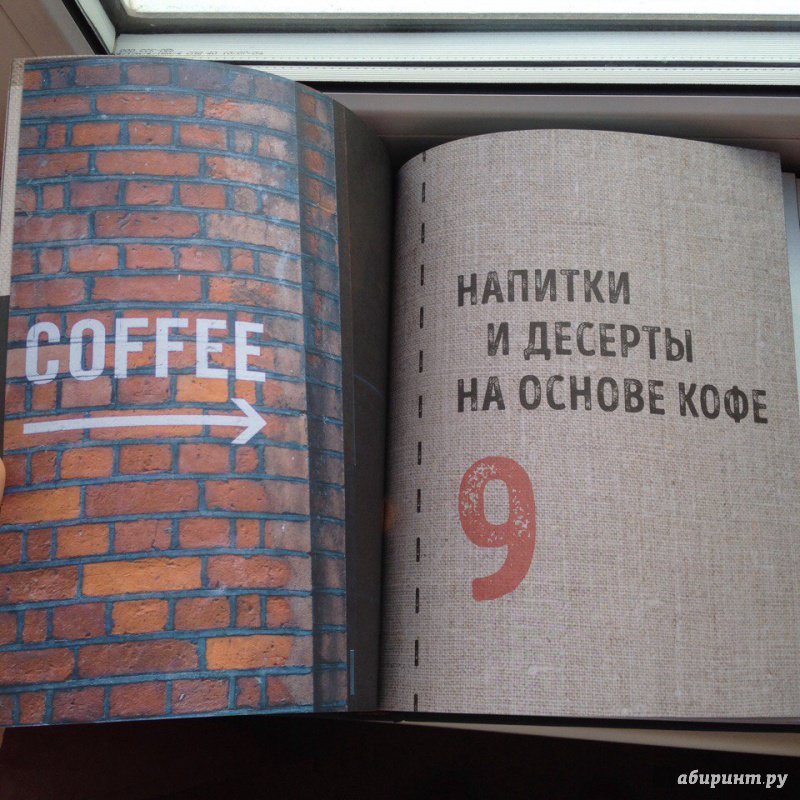 COFFEE
НАПИТКИ
И ДЕСЕРТЫ
НА ОСНОВЕ КОФЕ
9
абиринт.ру